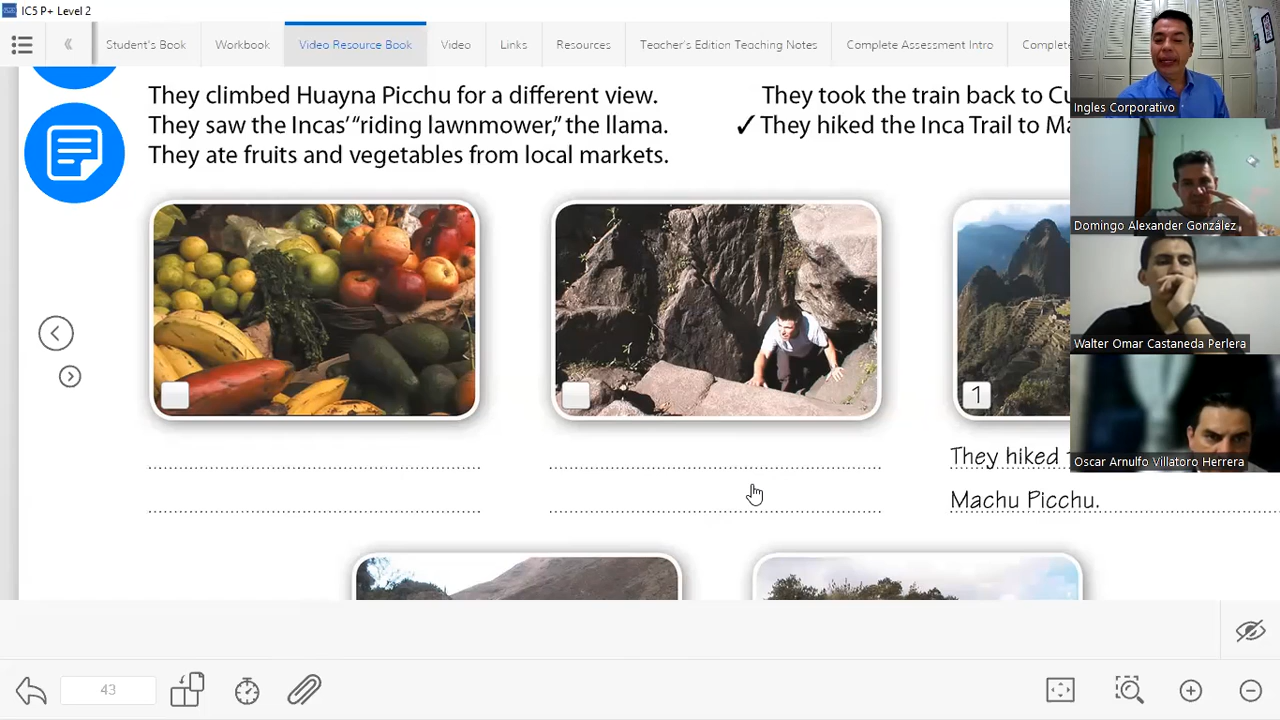 IC5 P+ Level 2
Student's Book Workbook Video Resource Book Video Links Resources Teacher's Edition Teaching Notes Complete Assessment Intro Complete
They climbed Huayna Picchu for a different view.
They saw the Incas' "riding lawnmower," the llama.
They ate fruits and vegetables from local markets.
They took the train back to Cu
✓ They hiked the Inca Trail to Ma
1
They hiked
Machu Picchu.
43
Ingles Corporativo
Domingo Alexander González
Walter Omar Castaneda Perlera
Oscar Arnulfo Villatoro Herrera